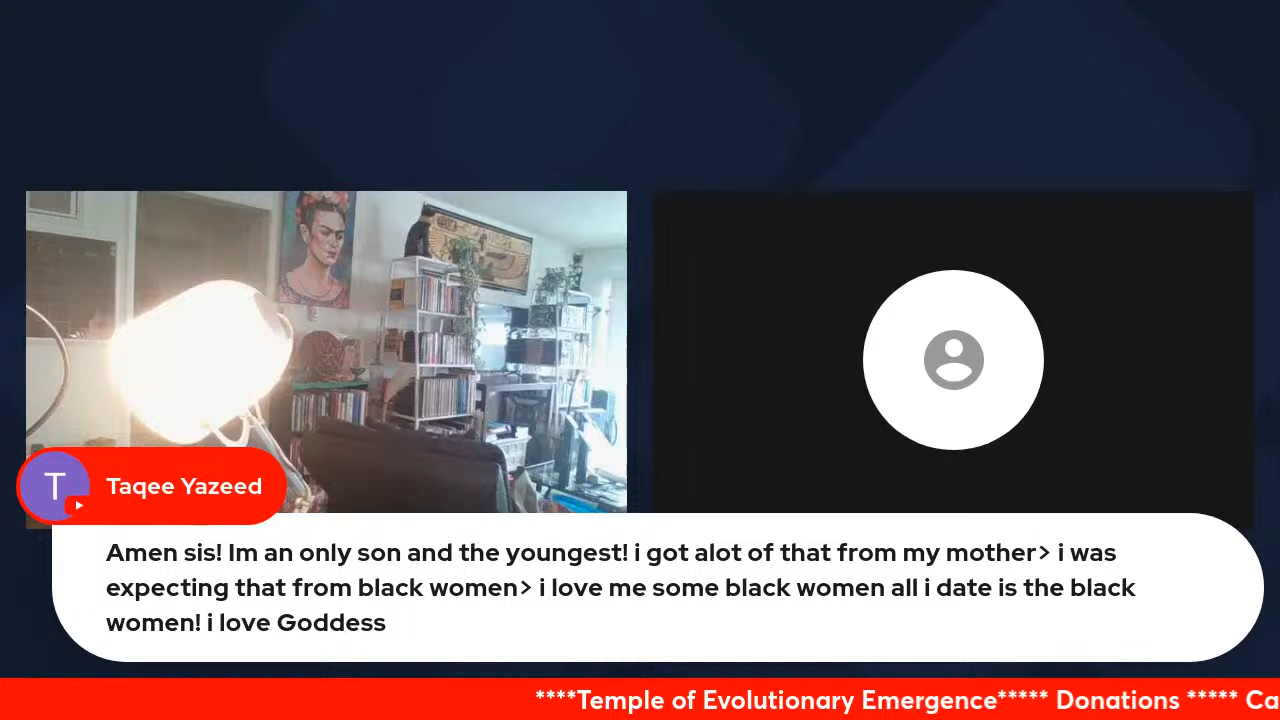 T
Taqee Yazeed
Amen sis! Im an only son and the youngest! i got alot of that from my mother> i was
expecting that from black women> i love me some black women all i date is the black
women! i love Goddess
****Temple of Evolutionary Emergence***** Donations ***** Ca